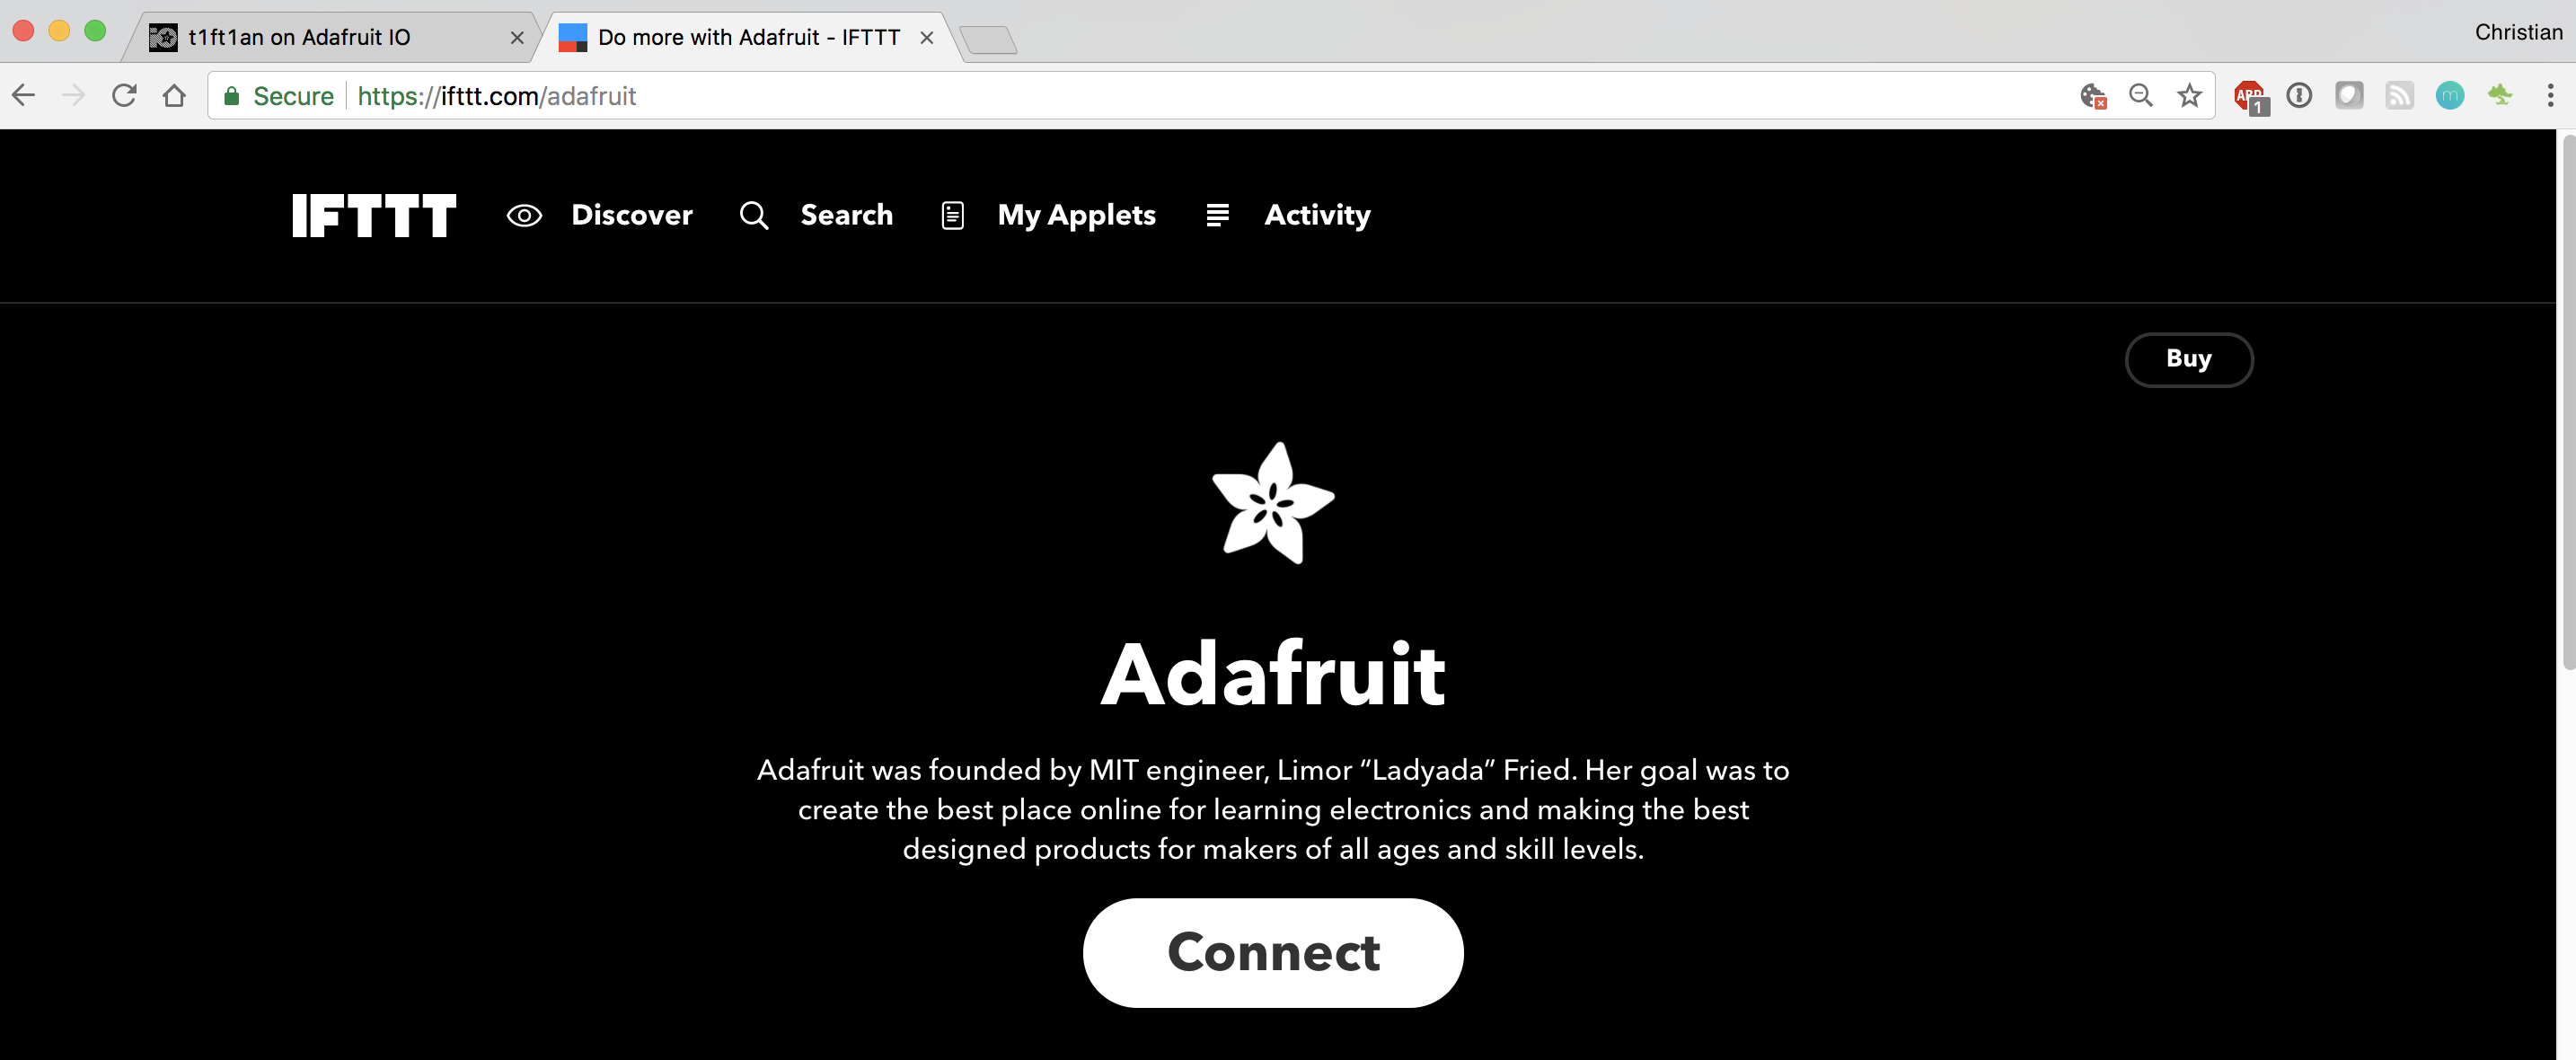 t1ft1an on Adafruit IO
Do more with Adafruit - IFTTT
Christian
Secure
https://ifttt.com/adafruit
ABP
1
m
IFTTT
Discover
Search
My Applets
Activity
Buy
Adafruit
Adafruit was founded by MIT engineer, Limor “Ladyada” Fried. Her goal was to
create the best place online for learning electronics and making the best
designed products for makers of all ages and skill levels.
Connect